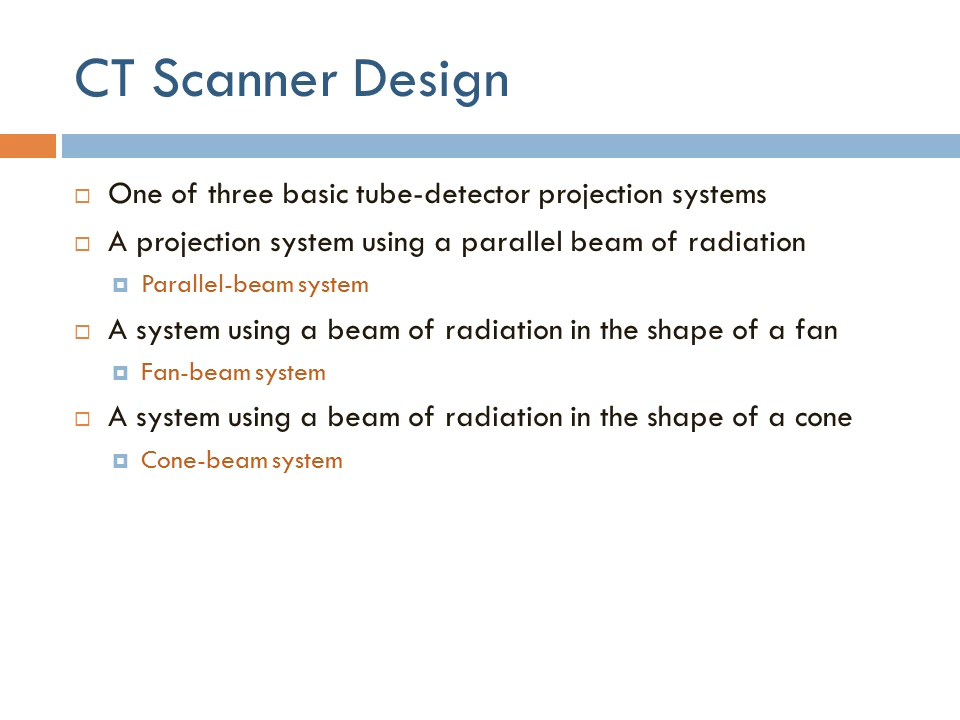 CT Scanner Design
One of three basic tube-detector projection systems
A projection system using a parallel beam of radiation
Parallel-beam system
A system using a beam of radiation in the shape of a fan
Fan-beam system
A system using a beam of radiation in the shape of a cone
Cone-beam system